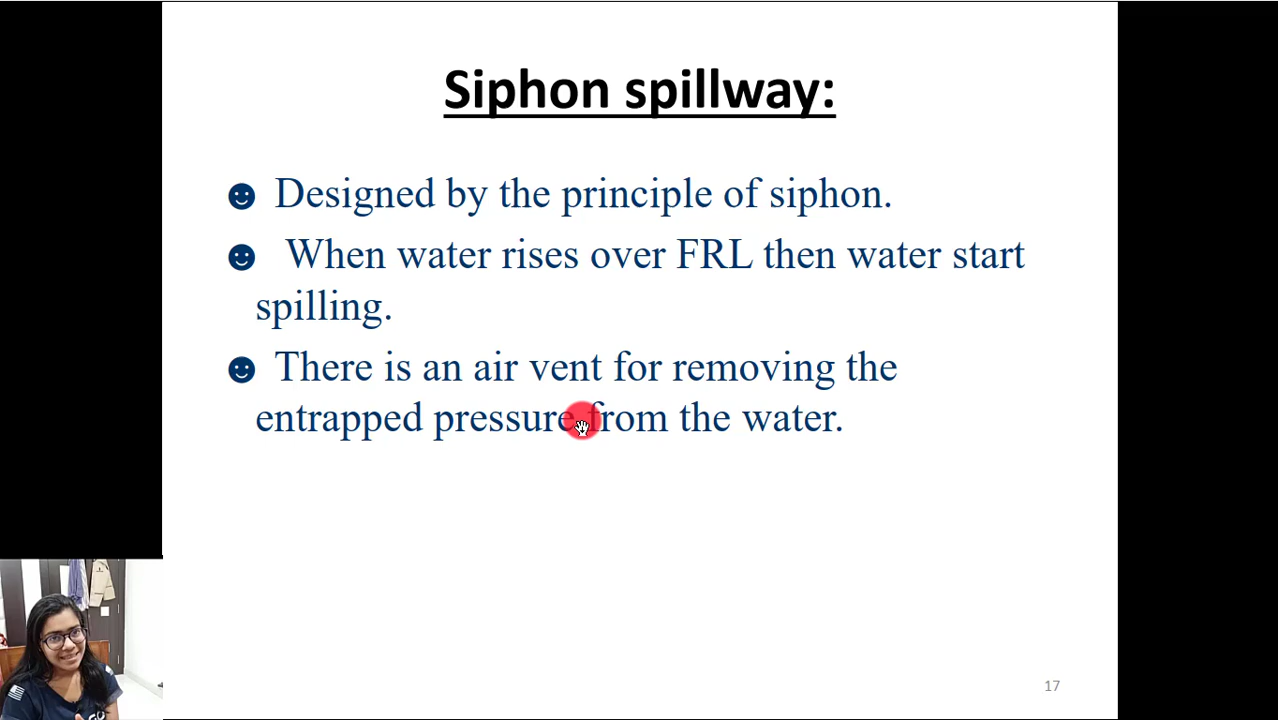 Siphon spillway:
☻ Designed by the principle of siphon.
☻ When water rises over FRL then water start
spilling.
☻ There is an air vent for removing the
entrapped pressure from the water.
17